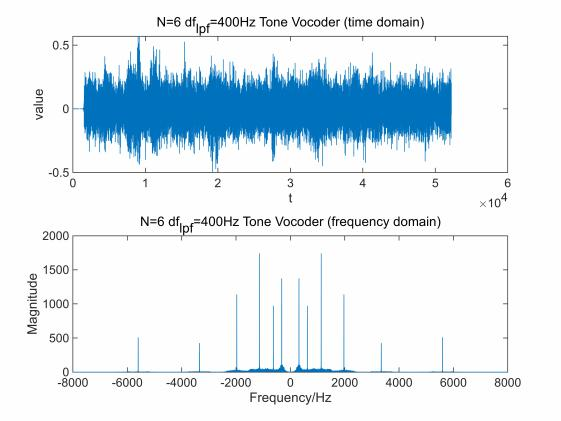 N=6 df_lpf=400Hz Tone Vocoder (time domain)
0.5
0
-0.5
value
0 1 2 3 4 5 6
t
×10^4
N=6 df_lpf=400Hz Tone Vocoder (frequency domain)
2000
1500
1000
500
0
Magnitude
-8000 -6000 -4000 -2000 0 2000 4000 6000 8000
Frequency/Hz